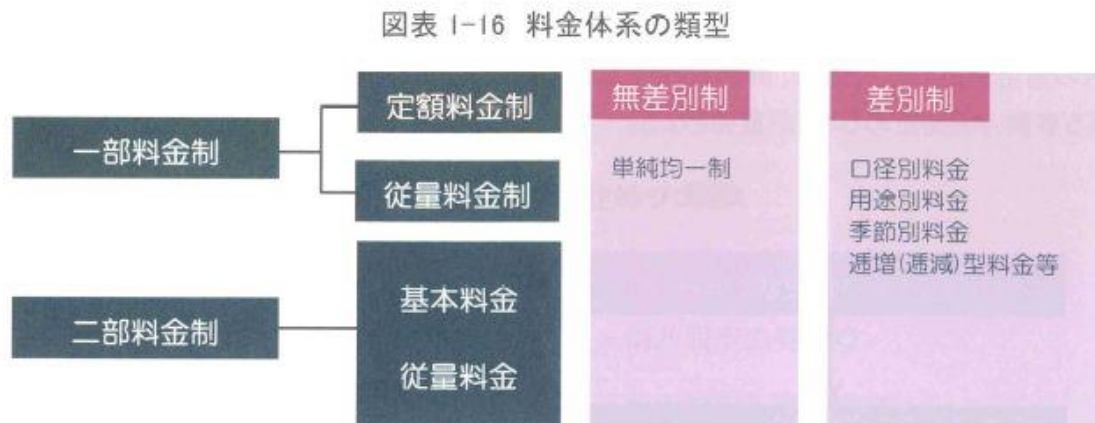 図表 I-16 料金体系の類型
一部料金制
定額料金制
従量料金制
二部料金制
基本料金
従量料金
無差別制
単純均一制
差別制
口径別料金
用途別料金
季節別料金
逓増(逓減)型料金等